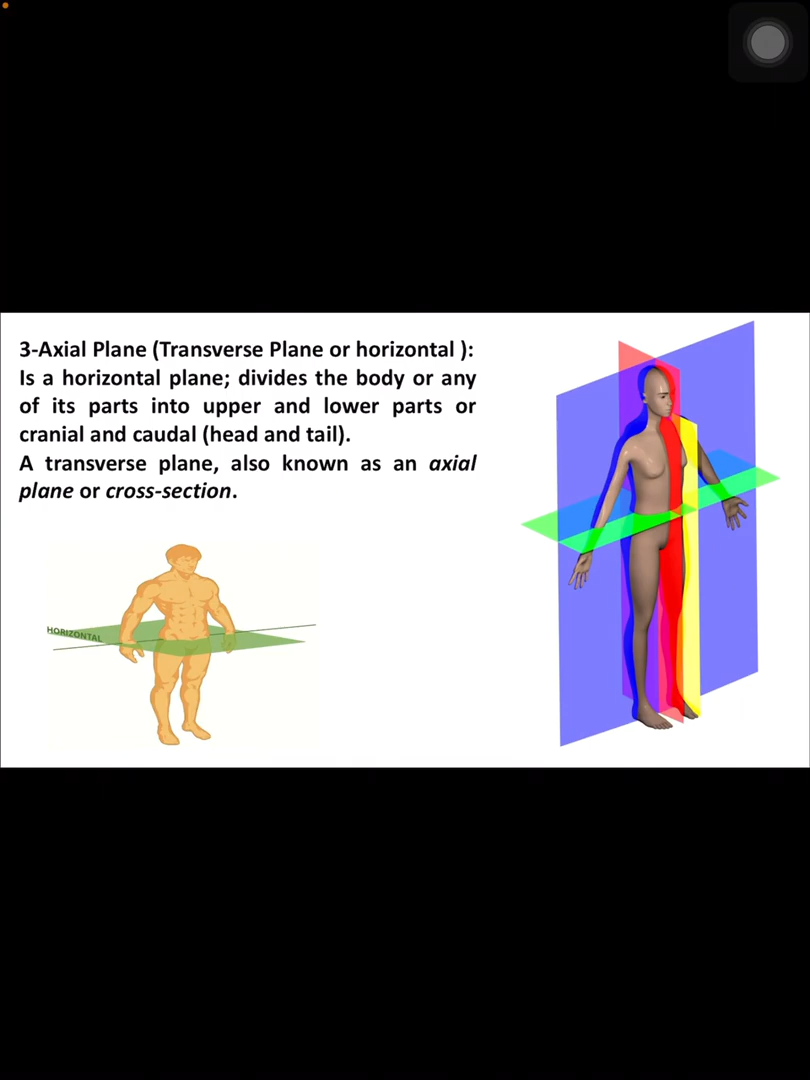 3-Axial Plane (Transverse Plane or horizontal ):
Is a horizontal plane; divides the body or any
of its parts into upper and lower parts or
cranial and caudal (head and tail).
A transverse plane, also known as an axial
plane or cross-section.
HORIZONTAL